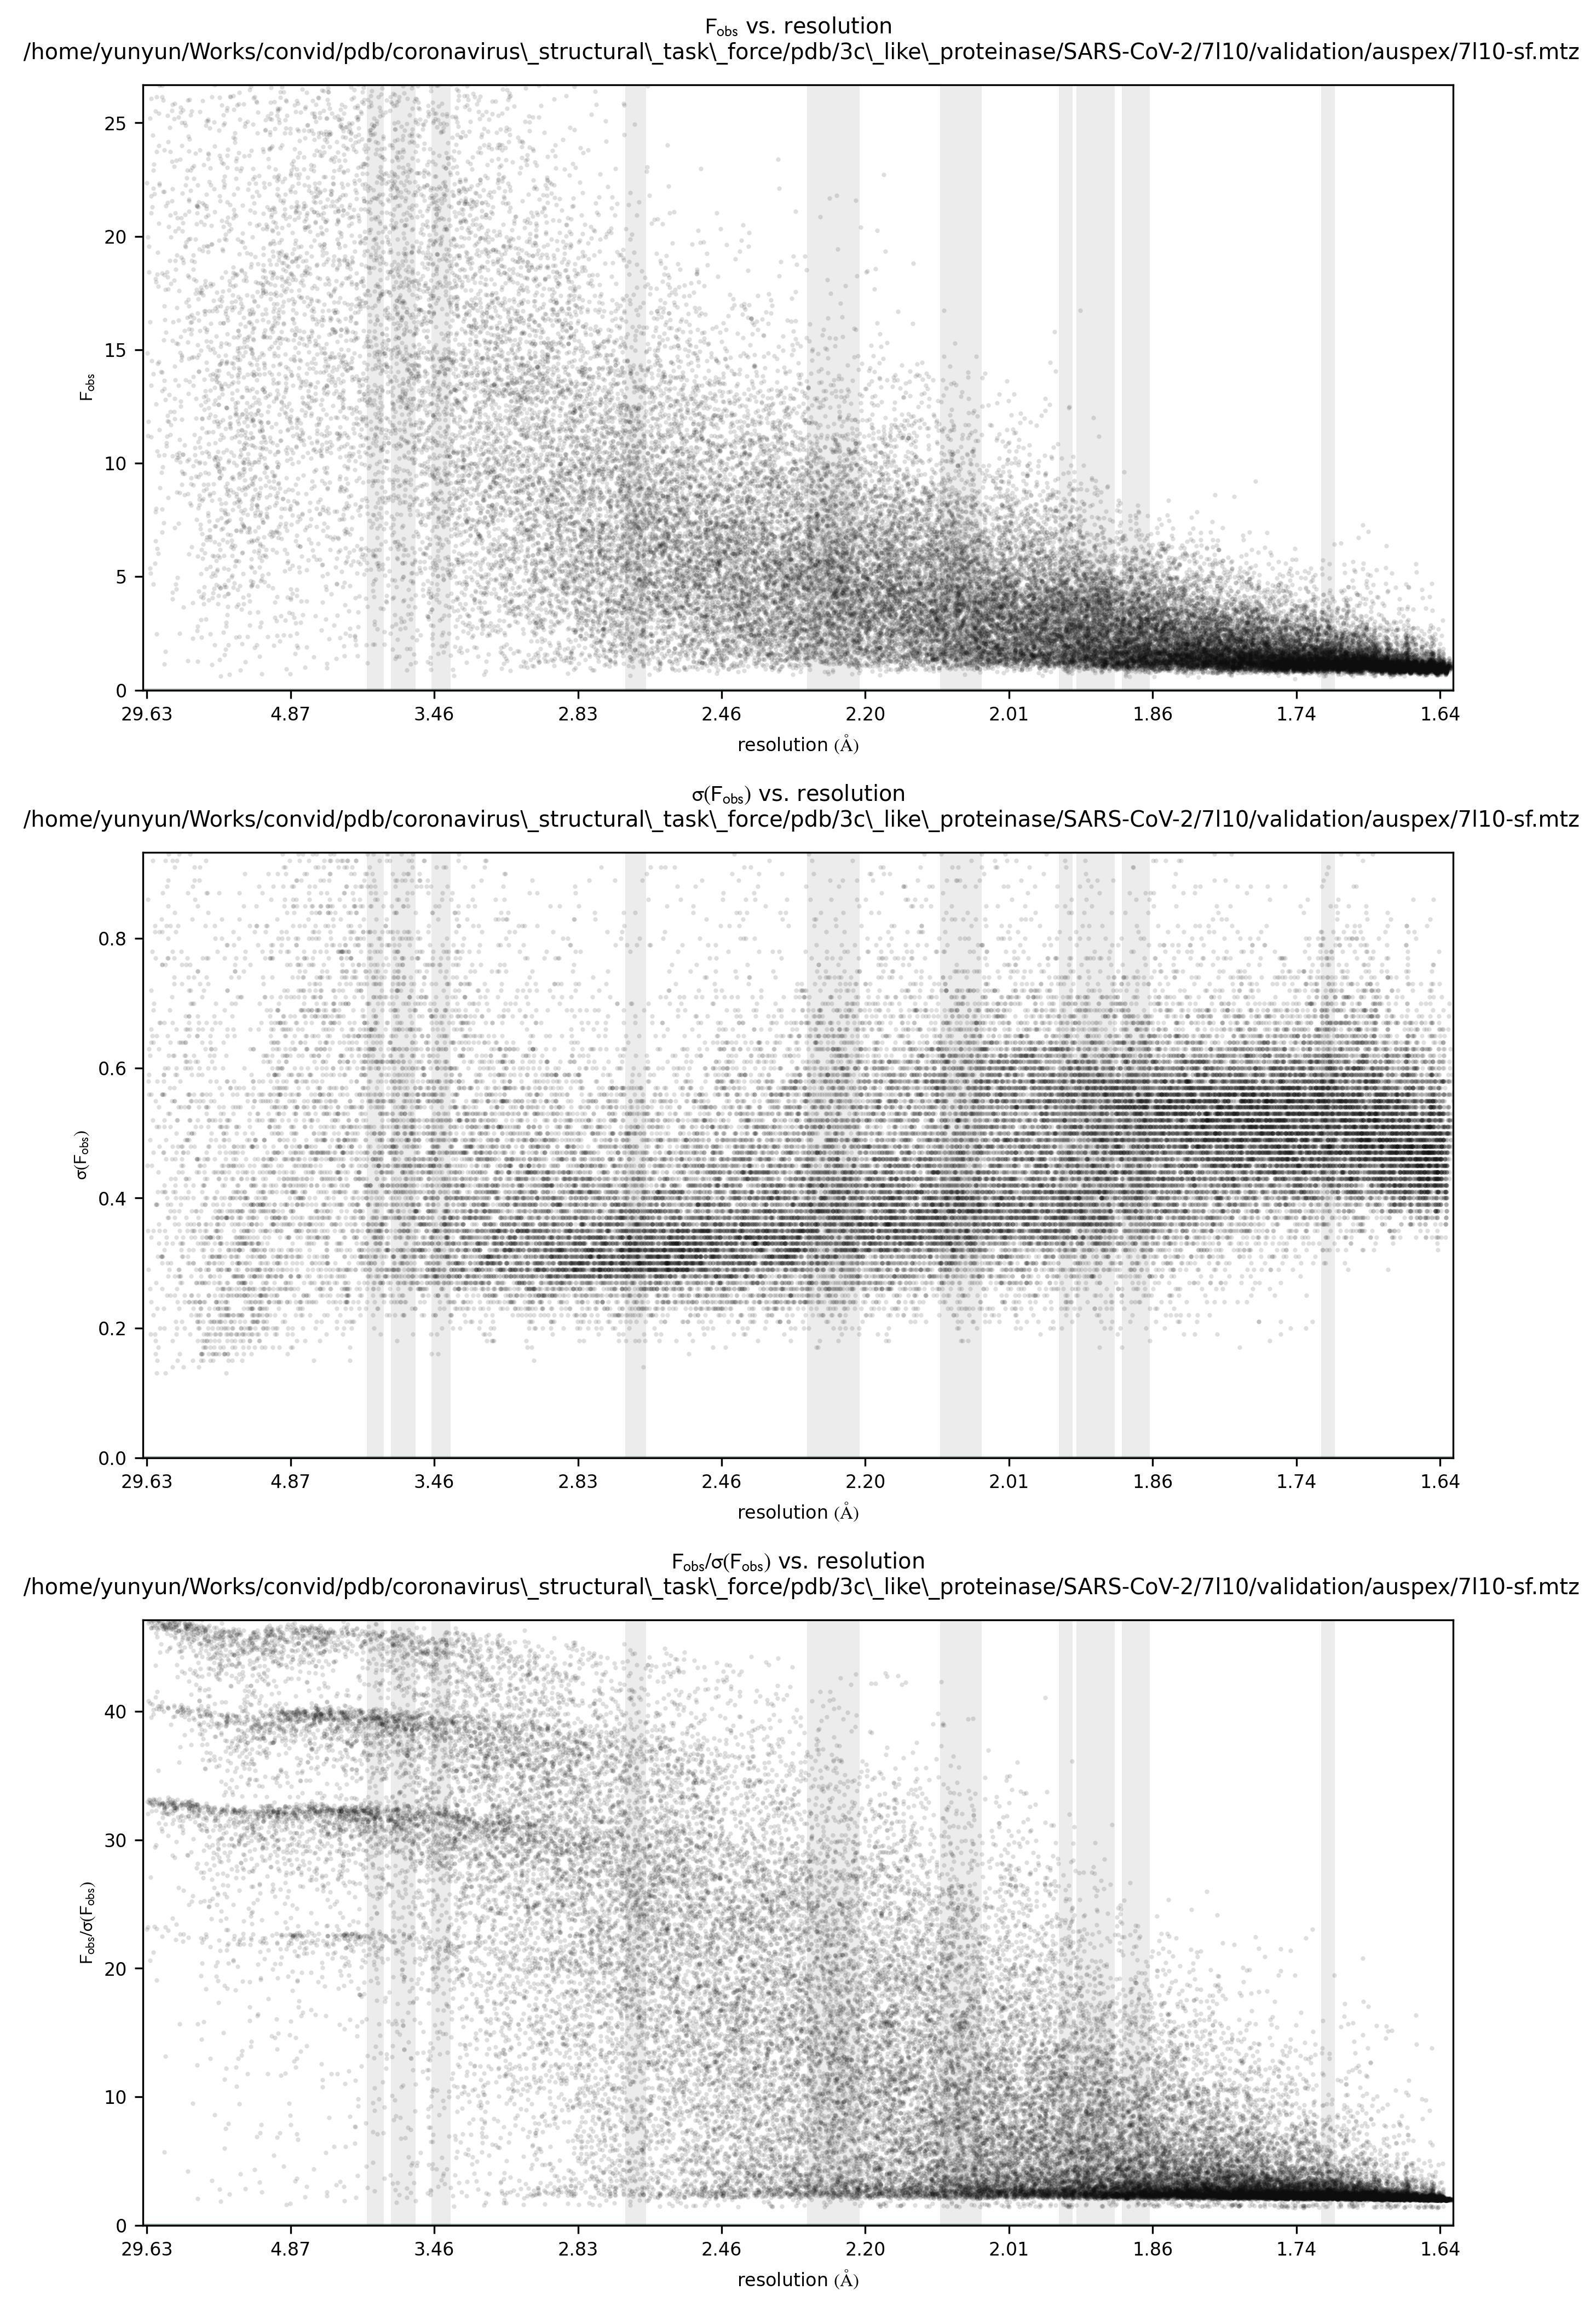 Fobs vs. resolution
/home/yunyun/Works/convid/pdb/coronavirus\_structural\_task\_force/pdb/3c\_like\_proteinase/SARS-CoV-2/7l10/validation/auspex/7l10-sf.mtz
25
20
15
10
5
0
Fobs
29.63 4.87 3.46 2.83 2.46 2.20 2.01 1.86 1.74 1.64
resolution (Å)
σ(Fobs) vs. resolution
/home/yunyun/Works/convid/pdb/coronavirus\_structural\_task\_force/pdb/3c\_like\_proteinase/SARS-CoV-2/7l10/validation/auspex/7l10-sf.mtz
0.8
0.6
0.4
0.2
0.0
σ(Fobs)
29.63 4.87 3.46 2.83 2.46 2.20 2.01 1.86 1.74 1.64
resolution (Å)
Fobs/σ(Fobs) vs. resolution
/home/yunyun/Works/convid/pdb/coronavirus\_structural\_task\_force/pdb/3c\_like\_proteinase/SARS-CoV-2/7l10/validation/auspex/7l10-sf.mtz
40
30
20
10
0
Fobs/σ(Fobs)
29.63 4.87 3.46 2.83 2.46 2.20 2.01 1.86 1.74 1.64
resolution (Å)